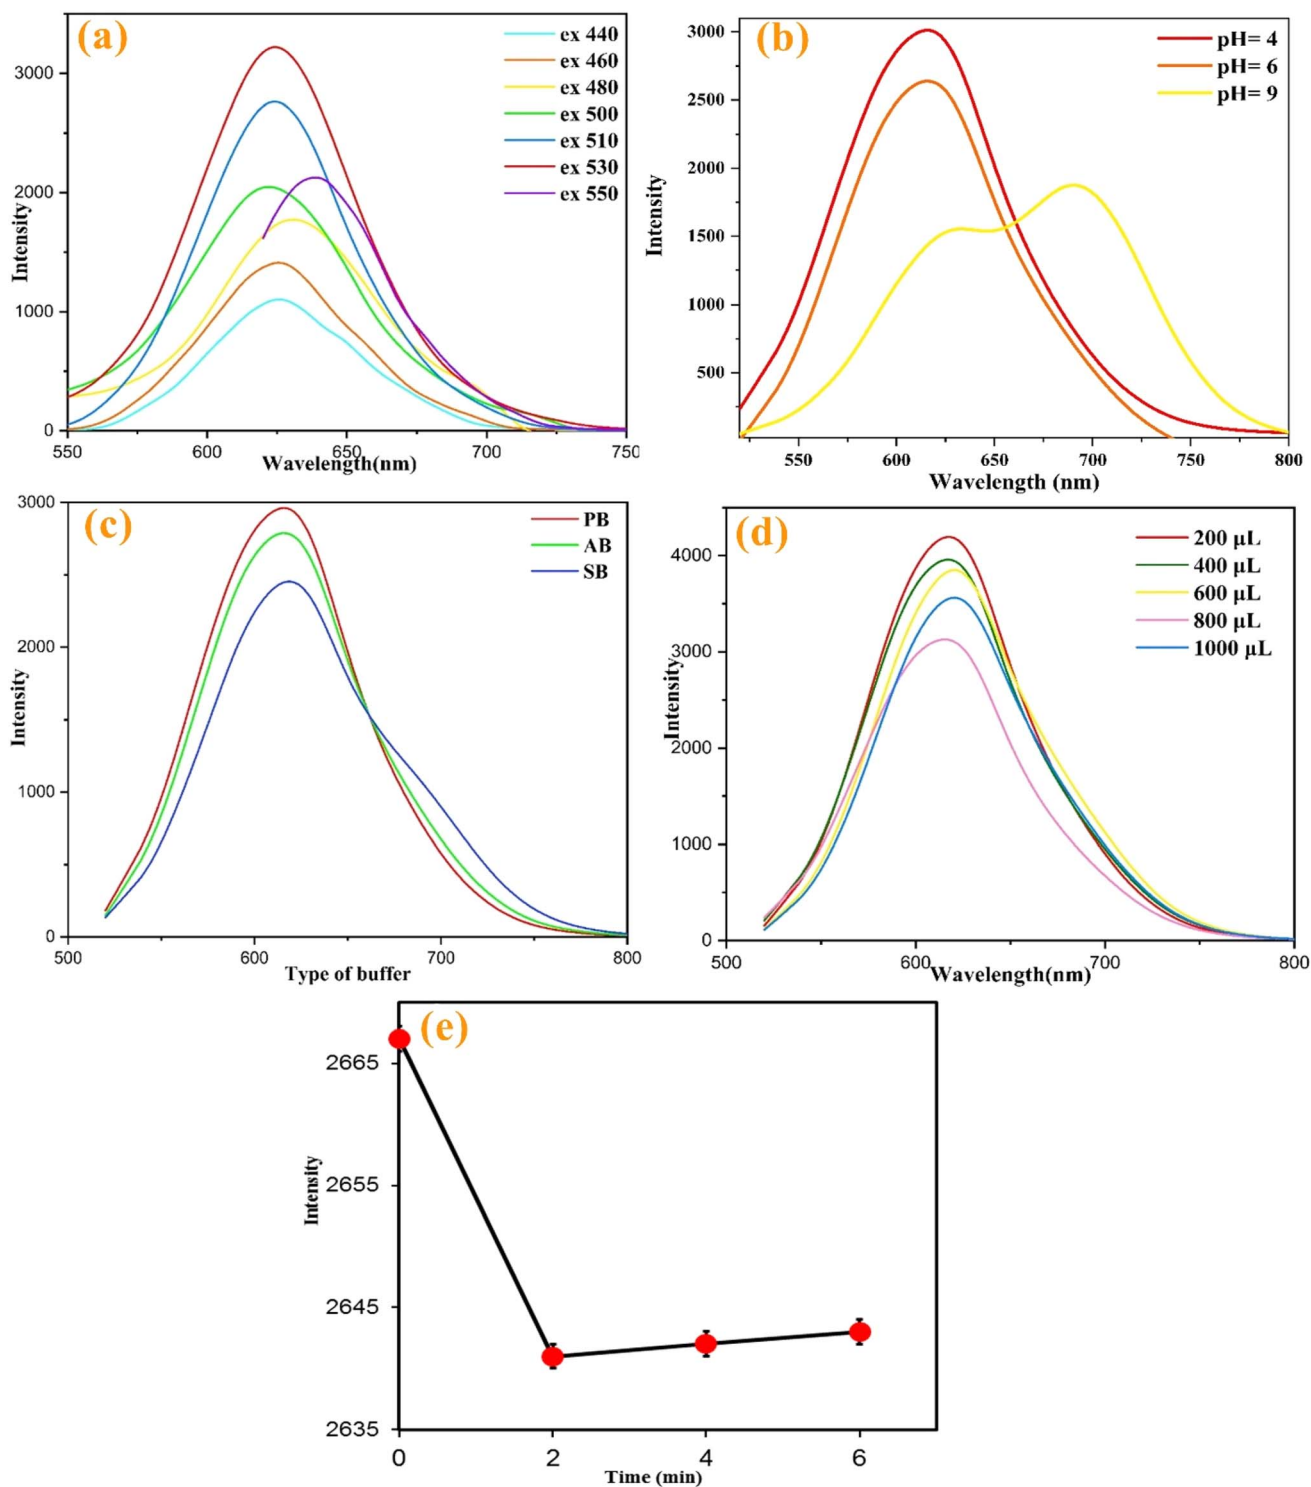 (a)
ex 440
ex 460
ex 480
ex 500
ex 510
ex 530
ex 550
3000
2000
1000
0
Intensity
550 600 650 700 750
Wavelength(nm)
(b)
pH= 4
pH= 6
pH= 9
3000
2500
2000
1500
1000
500
Intensity
550 600 650 700 750 800
Wavelength (nm)
(c)
PB
AB
SB
3000
2000
1000
0
Intensity
500 600 700 800
Type of buffer
(d)
200 µL
400 µL
600 µL
800 µL
1000 µL
4000
3000
2000
1000
0
Intensity
500 600 700 800
Wavelength(nm)
(e)
2665
2655
2645
2635
Intensity
0 2 4 6
Time (min)